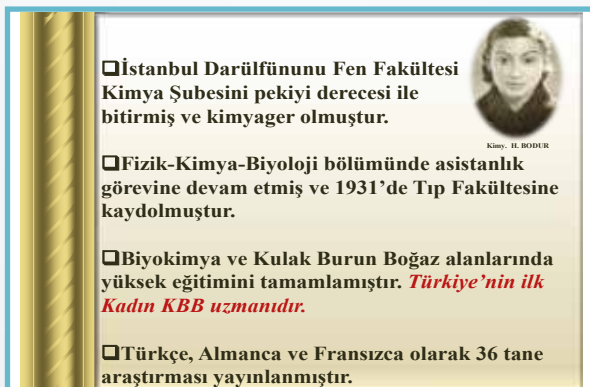 ❑İstanbul Darülfünunu Fen Fakültesi
Kimya Şubesini pekiyi derecesi ile
bitirmiş ve kimyager olmuştur.
Kimy. H. BODUR
❑Fizik-Kimya-Biyoloji bölümünde asistanlık
görevine devam etmiş ve 1931’de Tıp Fakültesine
kaydolmuştur.
❑Biyokimya ve Kulak Burun Boğaz alanlarında
yüksek eğitimini tamamlamıştır. Türkiye’nin ilk
Kadın KBB uzmanıdır.
❑Türkçe, Almanca ve Fransızca olarak 36 tane
araştırması yayınlanmıştır.